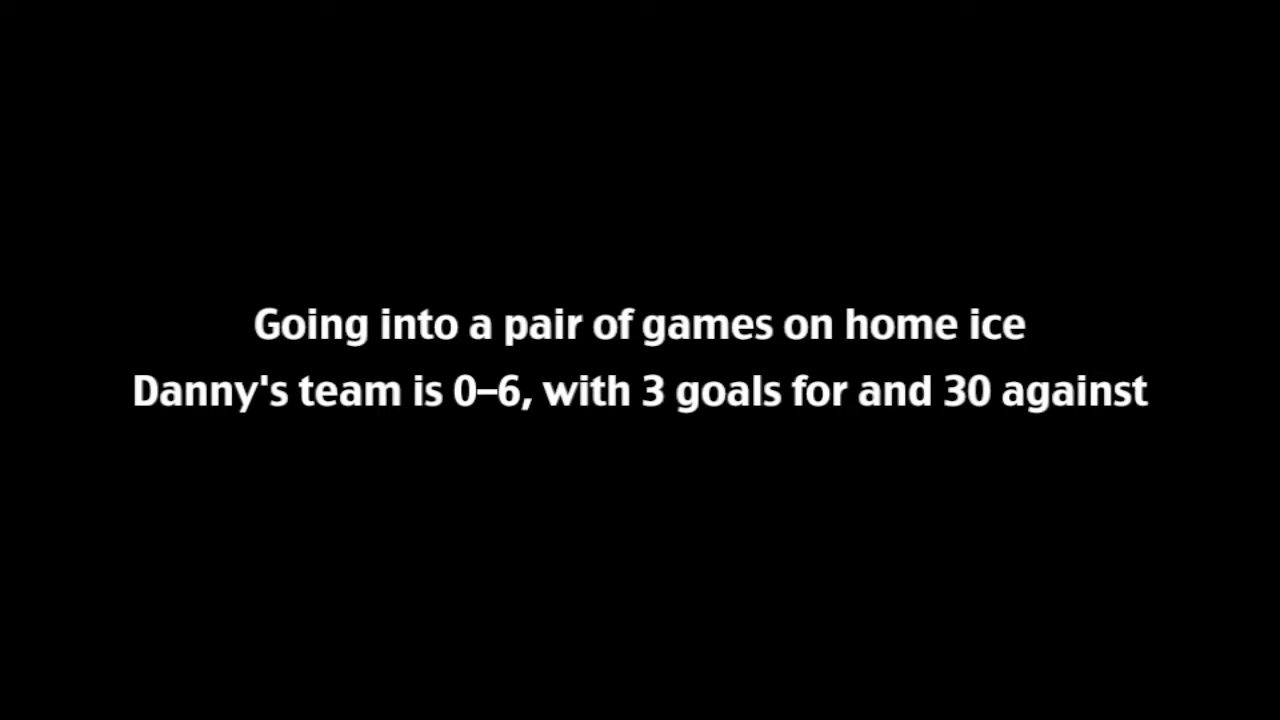 Going into a pair of games on home ice
Danny's team is 0–6, with 3 goals for and 30 against